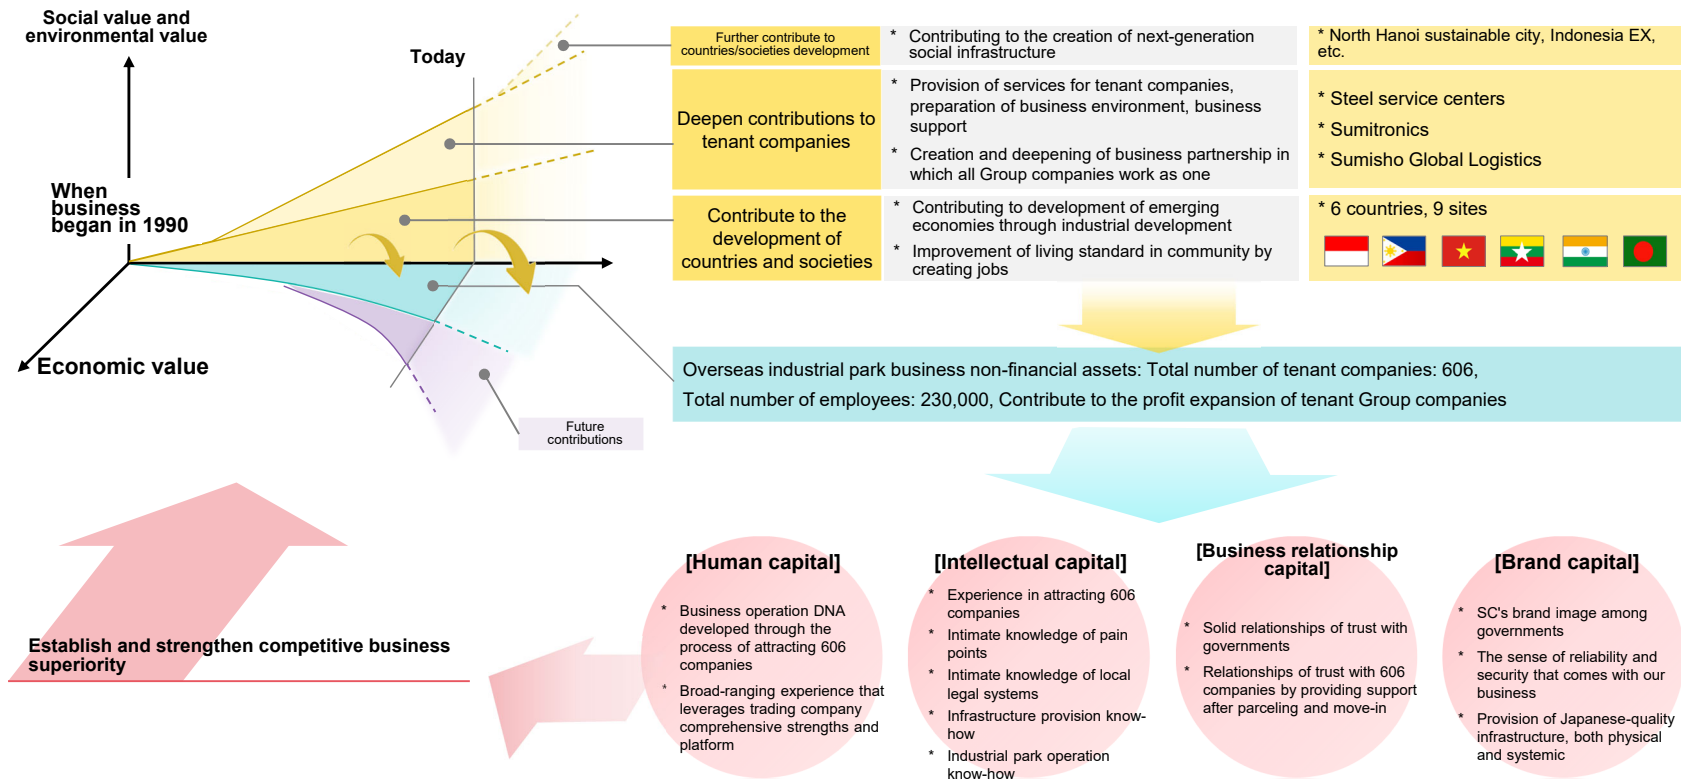 Social value and
environmental value
Today
When
business
began in 1990
Economic value
Future
contributions
Further contribute to
countries/societies development
* Contributing to the creation of next-generation
social infrastructure
* North Hanoi sustainable city, Indonesia EX,
etc.
Deepen contributions to
tenant companies
* Provision of services for tenant companies,
preparation of business environment, business
support
* Creation and deepening of business partnership in
which all Group companies work as one
* Steel service centers
* Sumitronics
* Sumisho Global Logistics
Contribute to the
development of
countries and societies
* Contributing to development of emerging
economies through industrial development
* Improvement of living standard in community by
creating jobs
* 6 countries, 9 sites
Overseas industrial park business non-financial assets: Total number of tenant companies: 606,
Total number of employees: 230,000, Contribute to the profit expansion of tenant Group companies
Establish and strengthen competitive business
superiority
[Human capital]
* Business operation DNA
developed through the
process of attracting 606
companies
* Broad-ranging experience that
leverages trading company
comprehensive strengths and
platform
[Intellectual capital]
* Experience in attracting 606
companies
* Intimate knowledge of pain
points
* Intimate knowledge of local
legal systems
* Infrastructure provision know-
how
* Industrial park operation
know-how
[Business relationship
capital]
* Solid relationships of trust with
governments
* Relationships of trust with 606
companies by providing support
after parceling and move-in
[Brand capital]
* SC's brand image among
governments
* The sense of reliability and
security that comes with our
business
* Provision of Japanese-quality
infrastructure, both physical
and systemic